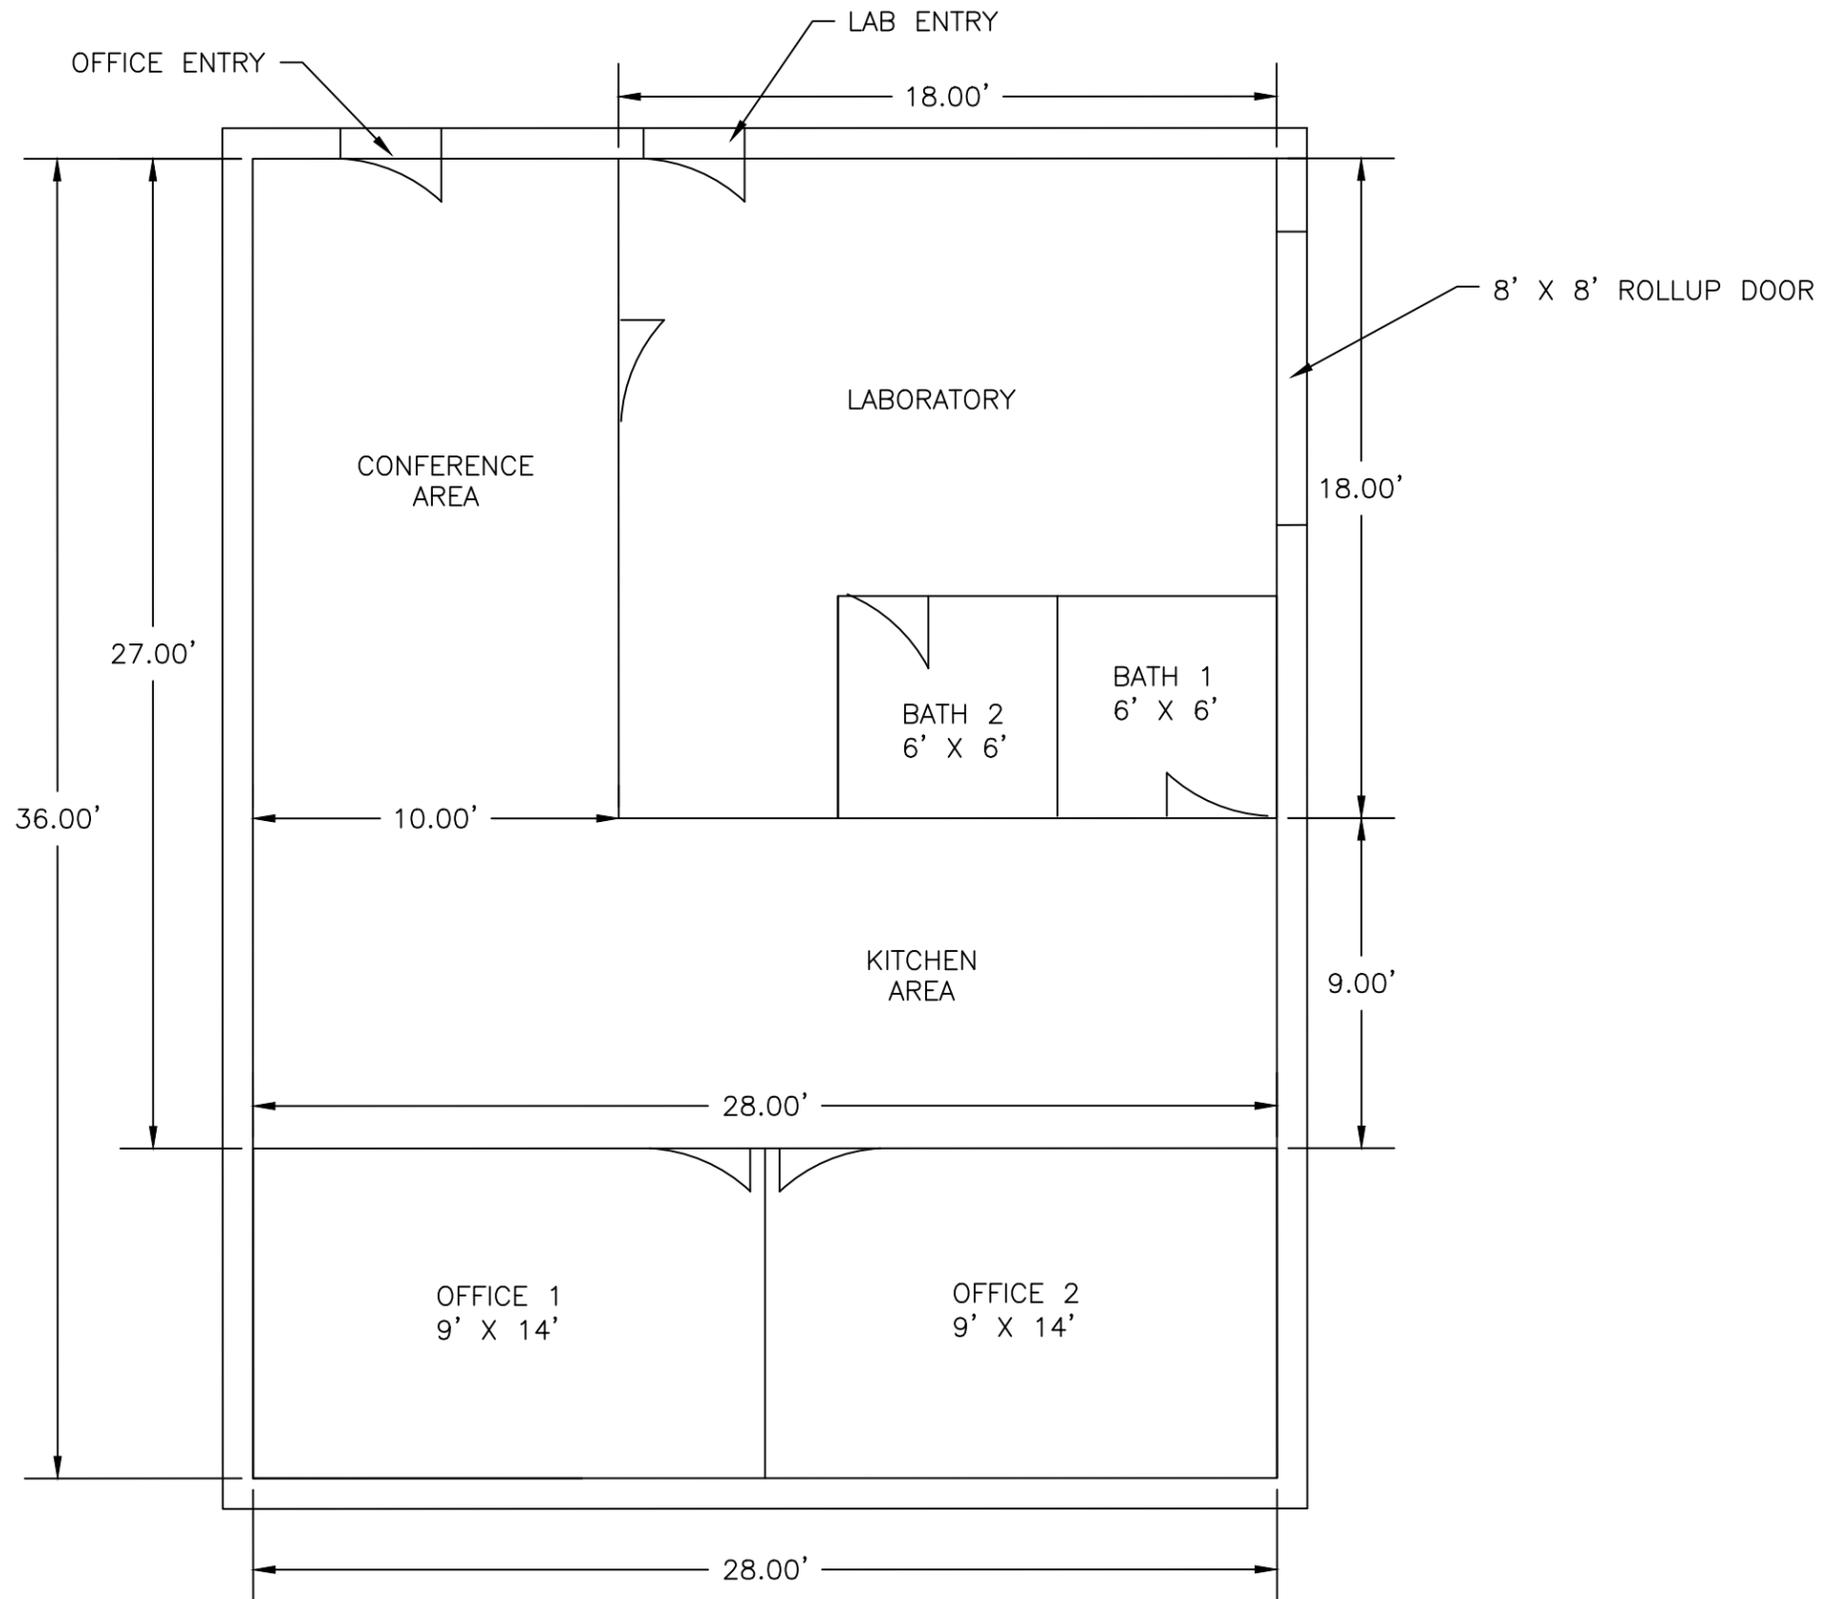 LAB ENTRY
OFFICE ENTRY
18.00'
8' X 8' ROLLUP DOOR
LABORATORY
CONFERENCE
AREA
18.00'
27.00'
BATH 1
6' X 6'
BATH 2
6' X 6'
36.00'
10.00'
KITCHEN
AREA
9.00'
28.00'
OFFICE 1
9' X 14'
OFFICE 2
9' X 14'
28.00'